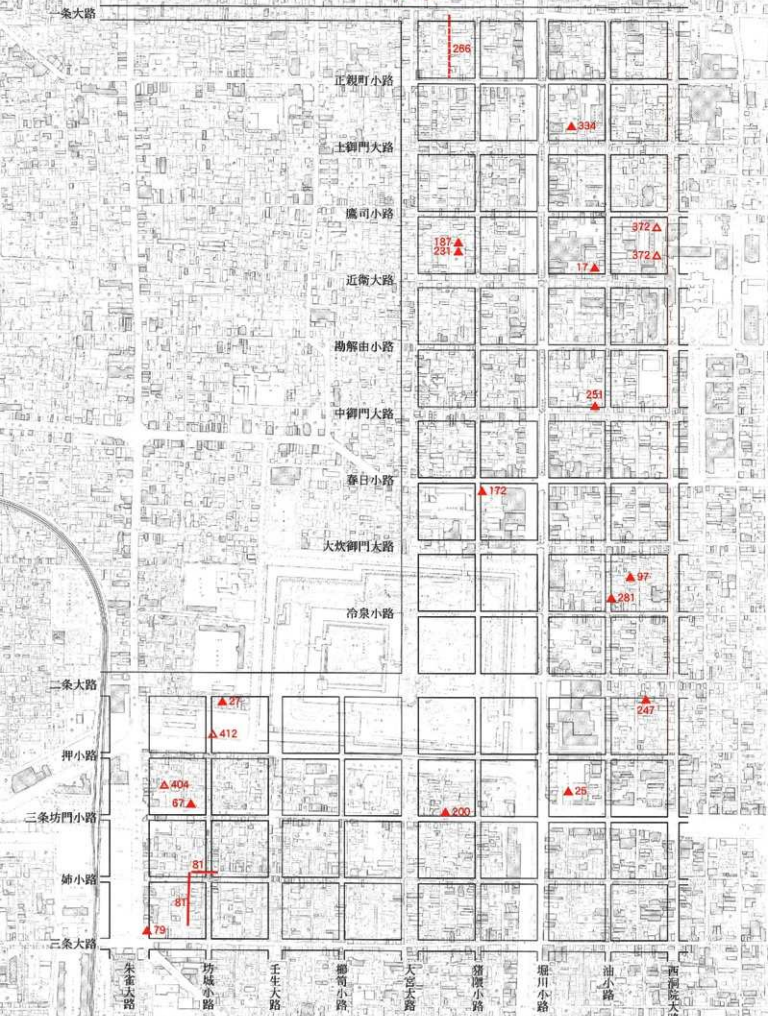 一条大路
266
正親町小路
334
土御門大路
鷹司小路
372
187
231
372
17
近衛大路
勘解由小路
251
中御門大路
春日小路
172
大炊御門大路
97
281
冷泉小路
二条大路
27
247
412
押小路
404
25
67
200
三条坊門小路
81
姉小路
81
79
三条大路
朱雀大路
坊城小路
壬生大路
櫛笥小路
大宮大路
猪隈小路
堀川小路
油小路
西洞院大路